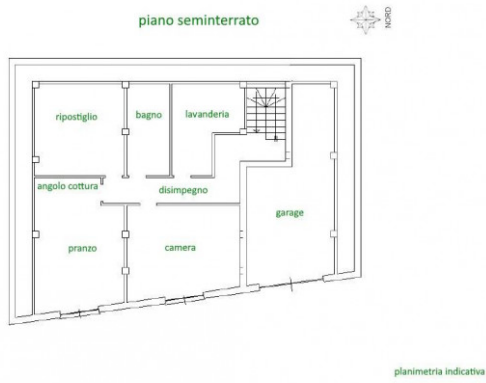 piano seminterrato
NORD
ripostiglio
bagno
lavanderia
angolo cottura
disimpegno
garage
pranzo
camera
planimetria indicativa